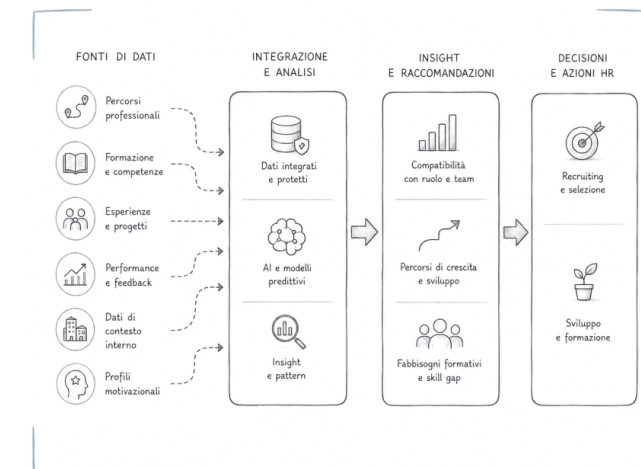 FONTI DI DATI
Percorsi
professionali
Formazione
e competenze
Esperienze
e progetti
Performance
e feedback
Dati di
contesto
interno
Profili
motivazionali
INTEGRAZIONE
E ANALISI
Dati integrati
e protetti
AI e modelli
predittivi
Insight
e pattern
INSIGHT
E RACCOMANDAZIONI
Compatibilità
con ruolo e team
Percorsi di crescita
e sviluppo
Fabbisogni formativi
e skill gap
DECISIONI
E AZIONI HR
Recruiting
e selezione
Sviluppo
e formazione